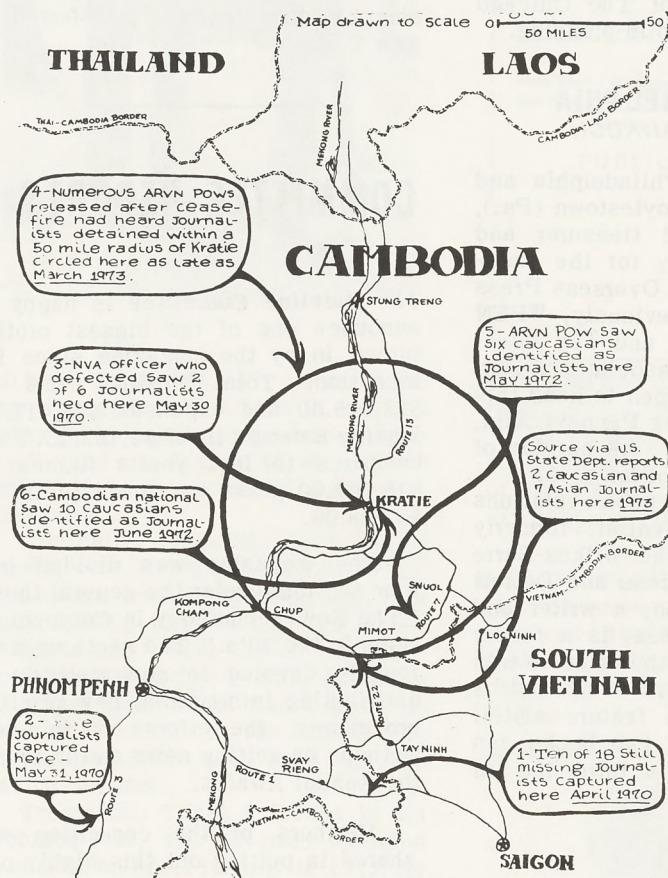 Map drawn to Scale 0 50
50 MILES
THAILAND
LAOS
THAI-CAMBODIA BORDER
MEKONG RIVER
CAMBODIA-LAOS BORDER
4-Numerous ARVN POWs
released after Cease-
fire had heard Journal-
ists detained within a
50 mile radius of Kratie
circled here as late as
March 1973.
CAMBODIA
STUNG TRENG
5-ARVN POW Saw
Six caucasians
identified as
Journalists here
May 1972.
3-NVA officer who
defected Saw 2
of 6 Journalists
held here May 30
1970
MEKONG RIVER
ROUTE 13
Source via U.S.
State Dept. reports
2 Caucasian and
7 Asian Journal-
ists here 1973
6-Cambodian national
saw 10 Caucasians
identified as Journal-
ists here June 1972.
KRATIE
VIETNAM-CAMBODIA BORDER
SNUOL
KOMPONG
HAM
CHUP
ROUTE 7
MIMOT
LOC NINH
SOUTH
VIETNAM
PHNOM PENH
ROUTE 22
2-
Journalists
captured
here -
May 31, 1970
ROUTE 3
TAY NINH
SVAY
RIENG
ROUTE 1
MEKONG
VIETNAM-CAMBO
ORDER
1-Ten of 18 Still
missing Journal-
ists Captured
here April 1970
SAIGON